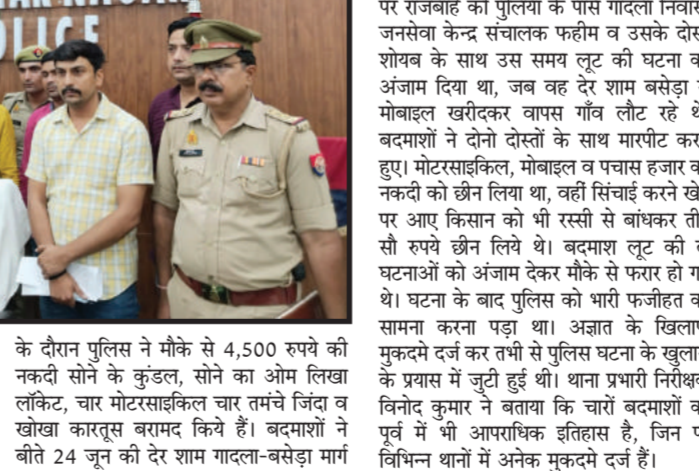 POLICE
के दौरान पुलिस ने मौके से 4,500 रुपये की
नकदी सोने के कुंडल, सोने का ओम लिखा
लॉकेट, चार मोटरसाइकिल चार तमंचे जिंदा व
खोखा कारतूस बरामद किये हैं। बदमाशों ने
बीते 24 जून की देर शाम गादला-बसेड़ा मार्ग
पर राजबाहे की पुलिया के पास गादला
जनसेवा केन्द्र संचालक फहीम व उसके
शोयब के साथ उस समय लूट की घटना
अंजाम दिया था, जब वह देर शाम बसेड़ा
मोबाइल खरीदकर वापस गाँव लौट रहे
बदमाशों ने दोनो दोस्तों के साथ मारपीट
हुए। मोटरसाइकिल, मोबाइल व पचास हजार
नकदी को छीन लिया था, वहीं सिंचाई करने
पर आए किसान को भी रस्सी से बांधकर
सौ रुपये छीन लिये थे। बदमाश लूट की
घटनाओं को अंजाम देकर मौके से फरार हो
थे। घटना के बाद पुलिस को भारी फजीहत
सामना करना पड़ा था। अज्ञात के
मुकदमे दर्ज कर तभी से पुलिस घटना के
के प्रयास में जुटी हुई थी। थाना प्रभारी
विनोद कुमार ने बताया कि चारों बदमाशों
पूर्व में भी आपराधिक इतिहास है, जिन
विभिन्न थानों में अनेक मुकदमे दर्ज हैं।